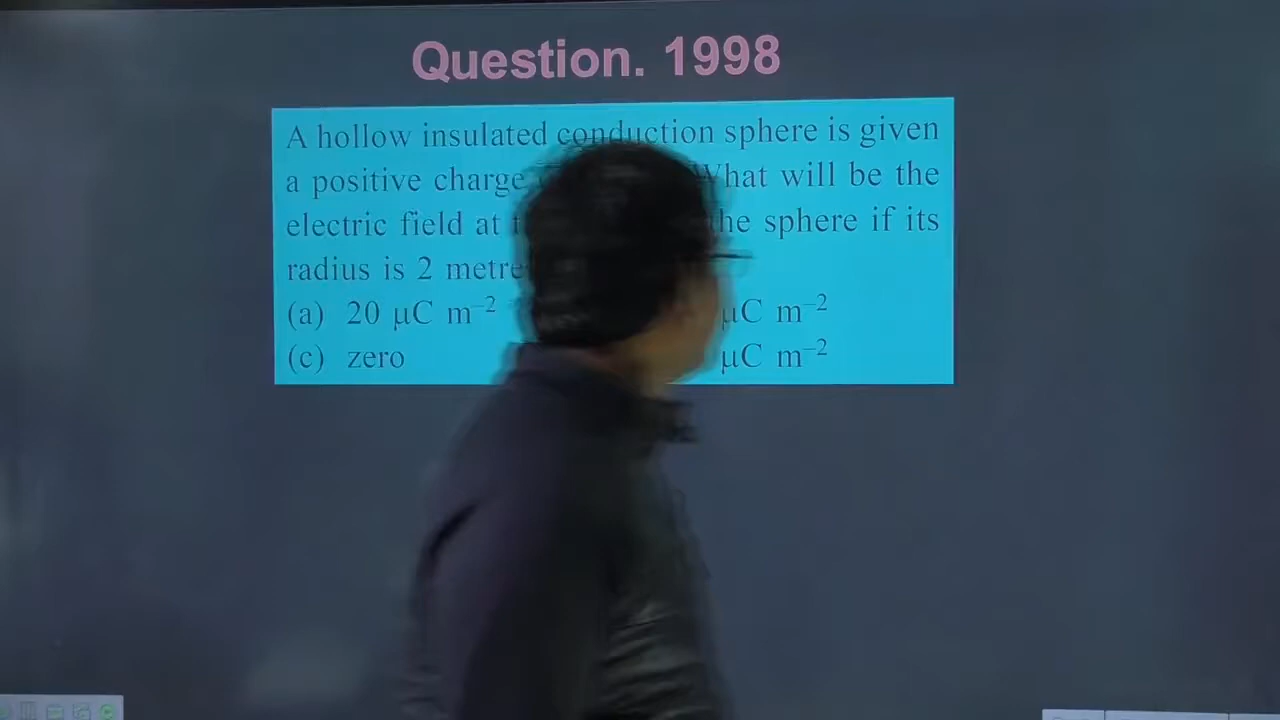 Question. 1998
A hollow insulated conduction sphere is given
a positive charge What will be the
electric field at the sphere if its
radius is 2 metre
(a) 20 μC m⁻² μC m⁻²
(c) zero μC m⁻²